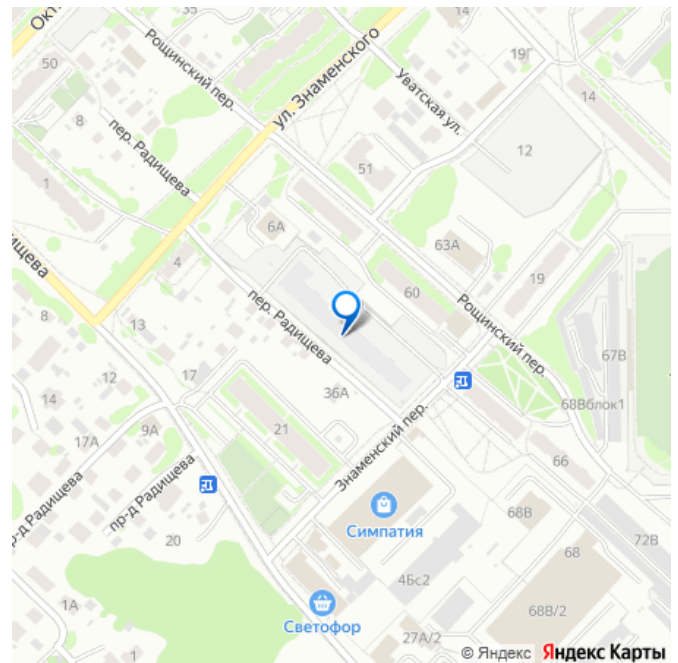 Окт
55
14
Рощинский пер.
19Г
50
ул. Знаменского
Уватская ул.
14
8
пер. Радищева
12
1
51
6А
63А
ищева
4
19
пер. Радищева
60
Рощинский пер.
8
13
67В
17
12
36А
68Вблок1
14
9А
21
Знаменский пер.
17А
66
пр-д Радищева
р-д Радищева
Симпатия
68В
20
72В
68
4Бс2
1А
68В/2
Светофор
27А/2
1
© Яндекс Яндекс Карты